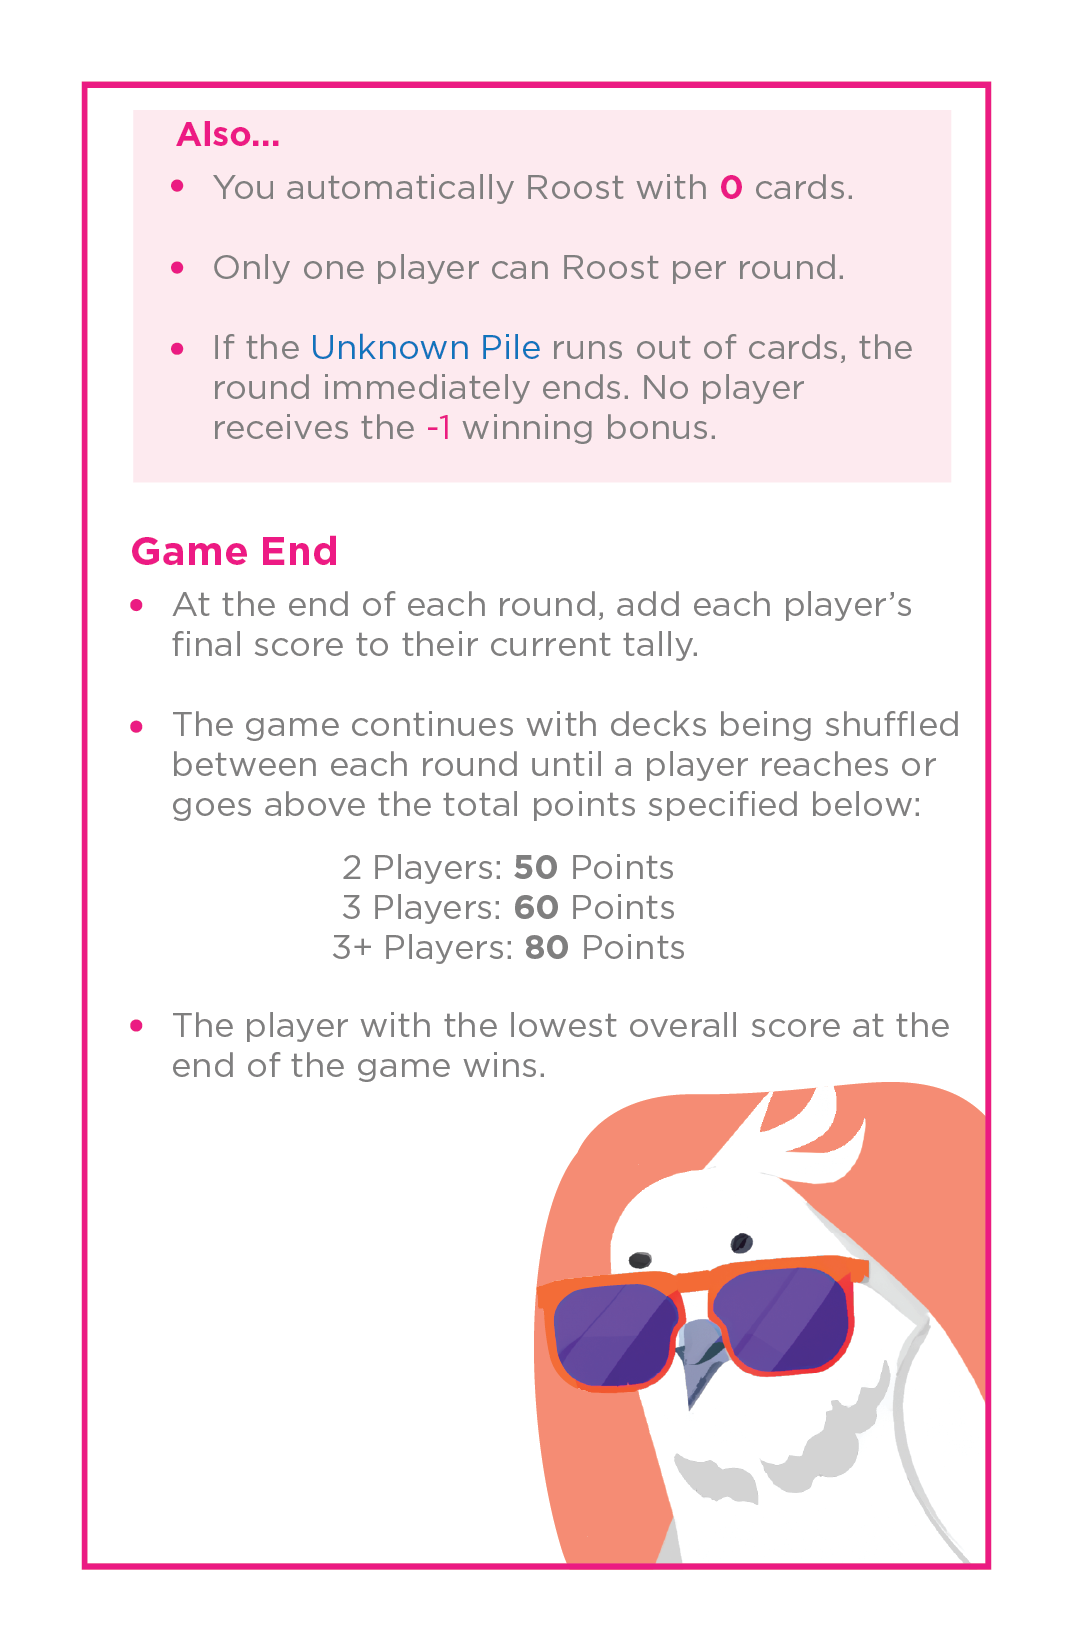 Also...
• You automatically Roost with 0 cards.
• Only one player can Roost per round.
• If the Unknown Pile runs out of cards, the
round immediately ends. No player
receives the -1 winning bonus.
Game End
• At the end of each round, add each player’s
final score to their current tally.
• The game continues with decks being shuffled
between each round until a player reaches or
goes above the total points specified below:
2 Players: 50 Points
3 Players: 60 Points
3+ Players: 80 Points
• The player with the lowest overall score at the
end of the game wins.